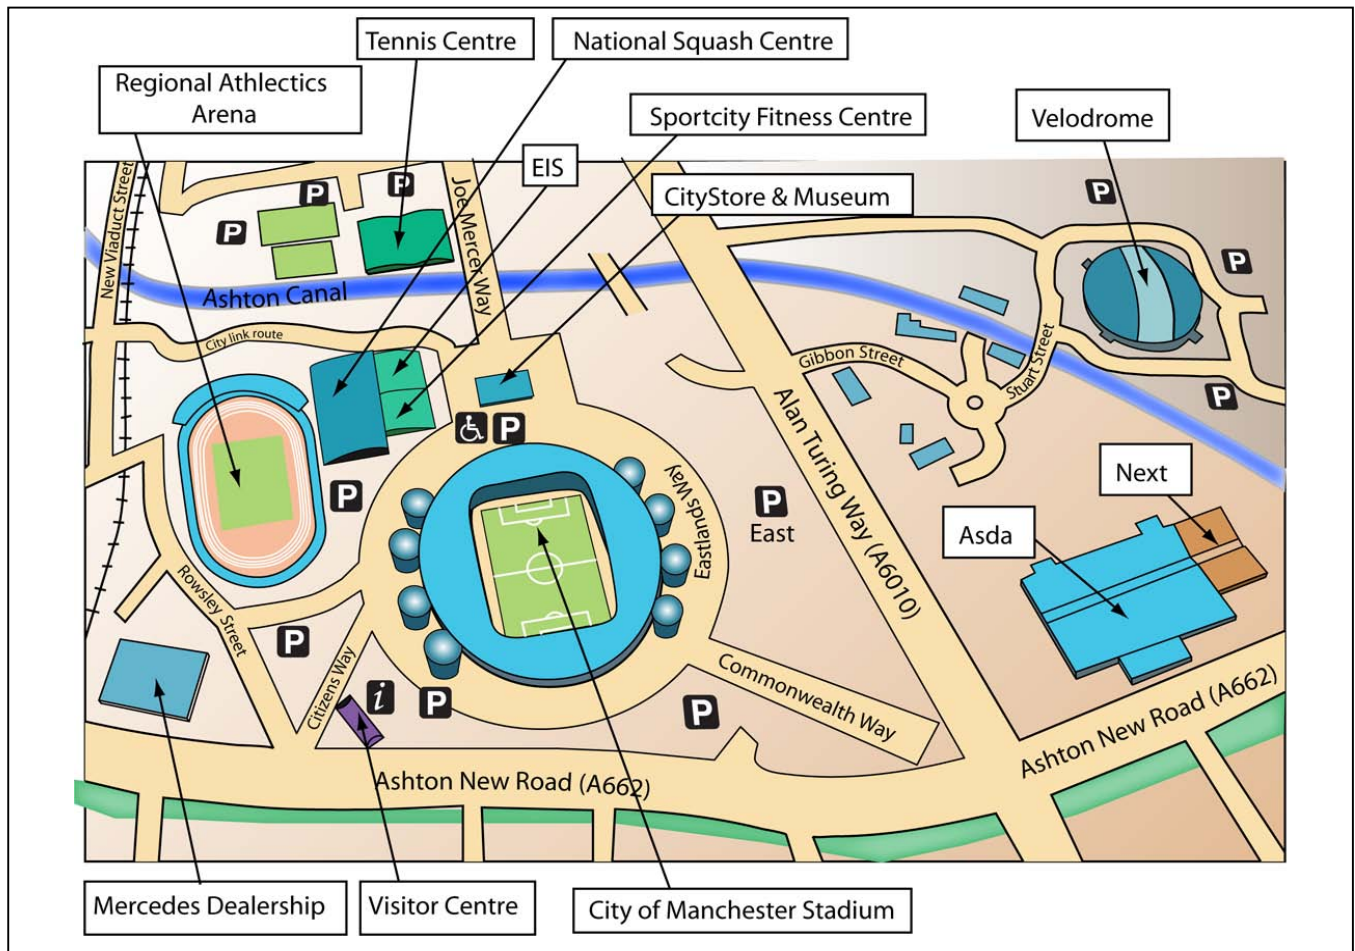 Tennis Centre
National Squash Centre
Regional Athlectics
Arena
Sportcity Fitness Centre
Velodrome
EIS
CityStore & Museum
New Viaduct Street
P
P
P
P
Joe Mercer Way
P
Ashton Canal
City link route
Gibbon Street
Stuart Street
P
Alan Turing Way (A6010)
P
P
P
East
Eastlands Way
Next
Asda
Rowsley Street
P
Citizens Way
i
P
P
Commonwealth Way
Ashton New Road (A662)
Ashton New Road (A662)
Mercedes Dealership
Visitor Centre
City of Manchester Stadium